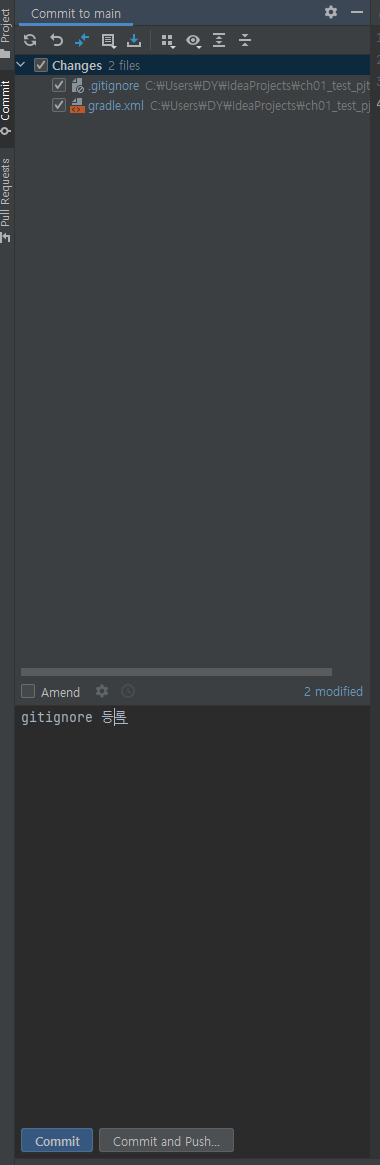 Commit to main
Project
Commit
Pull Requests
Changes 2 files
.gitignore C:₩Users₩DY₩IdeaProjects₩ch01_test_pjt
gradle.xml C:₩Users₩DY₩IdeaProjects₩ch01_test_pjt
Amend
2 modified
gitignore 등록
Commit
Commit and Push...